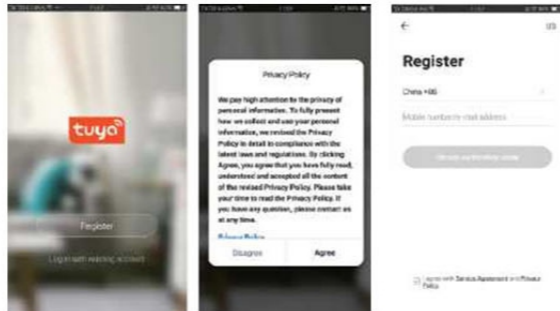 tuya
Register
Log in with existing account
Privacy Policy
We pay high attention to the privacy of
personal information. To fully present
how we collect and use your personal
information, we revised the Privacy
Policy in detail in compliance with the
latest laws and regulations. By clicking
Agree, you agree that you have fully read,
understood and accepted all the content
of the revised Privacy Policy. Please take
your time to read the Privacy Policy. If
you have any question, please contact us
at any time.
Privacy Policy
Disagree
Agree
Register
China +86
Mobile number/e-mail address
I agree with Service Agreement and Privacy
Policy